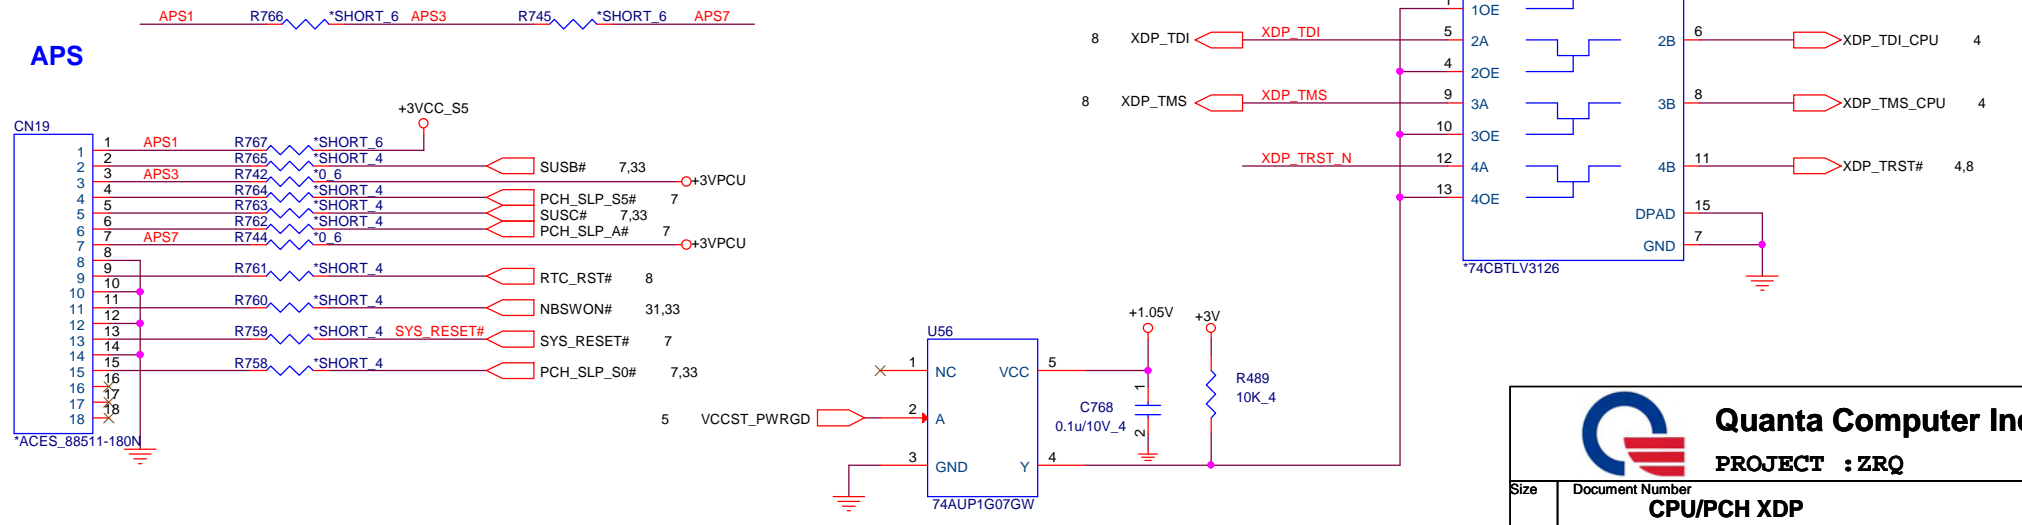 APS1 R766 *SHORT_6 APS3 R745 *SHORT_6 APS7
APS
+3VCC_S5
CN19
1 1 APS1 R767 *SHORT_6
2 2 R765 *SHORT_4 SUSB# 7,33
3 3 APS3 R742 *0_6 +3VPCU
4 4 R764 *SHORT_4 PCH_SLP_S5# 7
5 5 R763 *SHORT_4 SUSC# 7,33
6 6 R762 *SHORT_4 PCH_SLP_A# 7
7 7 APS7 R744 *0_6 +3VPCU
8 8
9 9 R761 *SHORT_4 RTC_RST# 8
10 10
11 11 R760 *SHORT_4 NBSWON# 31,33
12 12
13 13 R759 *SHORT_4 SYS_RESET# SYS_RESET# 7
14 14
15 15 R758 *SHORT_4 PCH_SLP_S0# 7,33
16 16
17 17
18 18
*ACES_88511-180N
1OE
8 XDP_TDI XDP_TDI 5 2A 2B 6 XDP_TDI_CPU 4
4 2OE
8 XDP_TMS XDP_TMS 9 3A 3B 8 XDP_TMS_CPU 4
10 3OE
XDP_TRST_N 12 4A 4B 11 XDP_TRST# 4,8
13 4OE
DPAD 15
GND 7
*74CBTLV3126
+1.05V +3V
U56
1 NC VCC 5
R489
10K_4
1
C768
0.1u/10V_4
2
5 VCCST_PWRGD 2 A
3 GND Y 4
74AUP1G07GW
Quanta Computer Inc
PROJECT : ZRQ
Size Document Number
CPU/PCH XDP